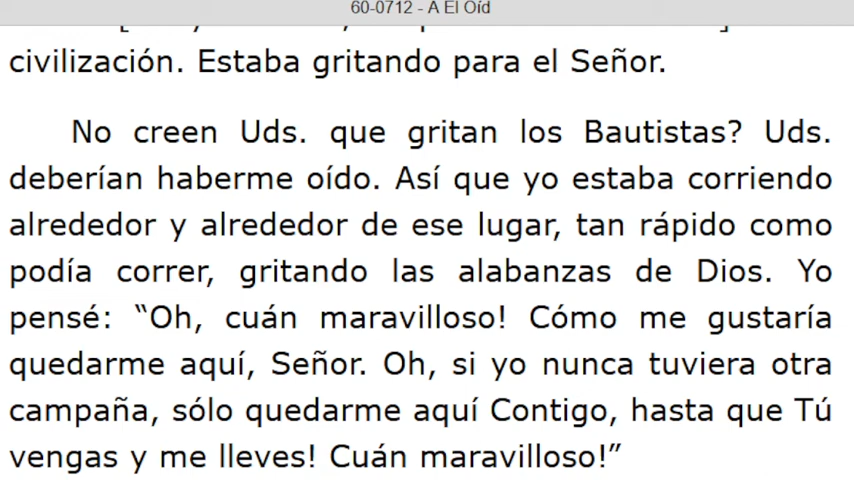 60-0712 - A El Oíd
civilización. Estaba gritando para el Señor.
No creen Uds. que gritan los Bautistas? Uds.
deberían haberme oído. Así que yo estaba corriendo
alrededor y alrededor de ese lugar, tan rápido como
podía correr, gritando las alabanzas de Dios. Yo
pensé: “Oh, cuán maravilloso! Cómo me gustaría
quedarme aquí, Señor. Oh, si yo nunca tuviera otra
campaña, sólo quedarme aquí Contigo, hasta que Tú
vengas y me lleves! Cuán maravilloso!”